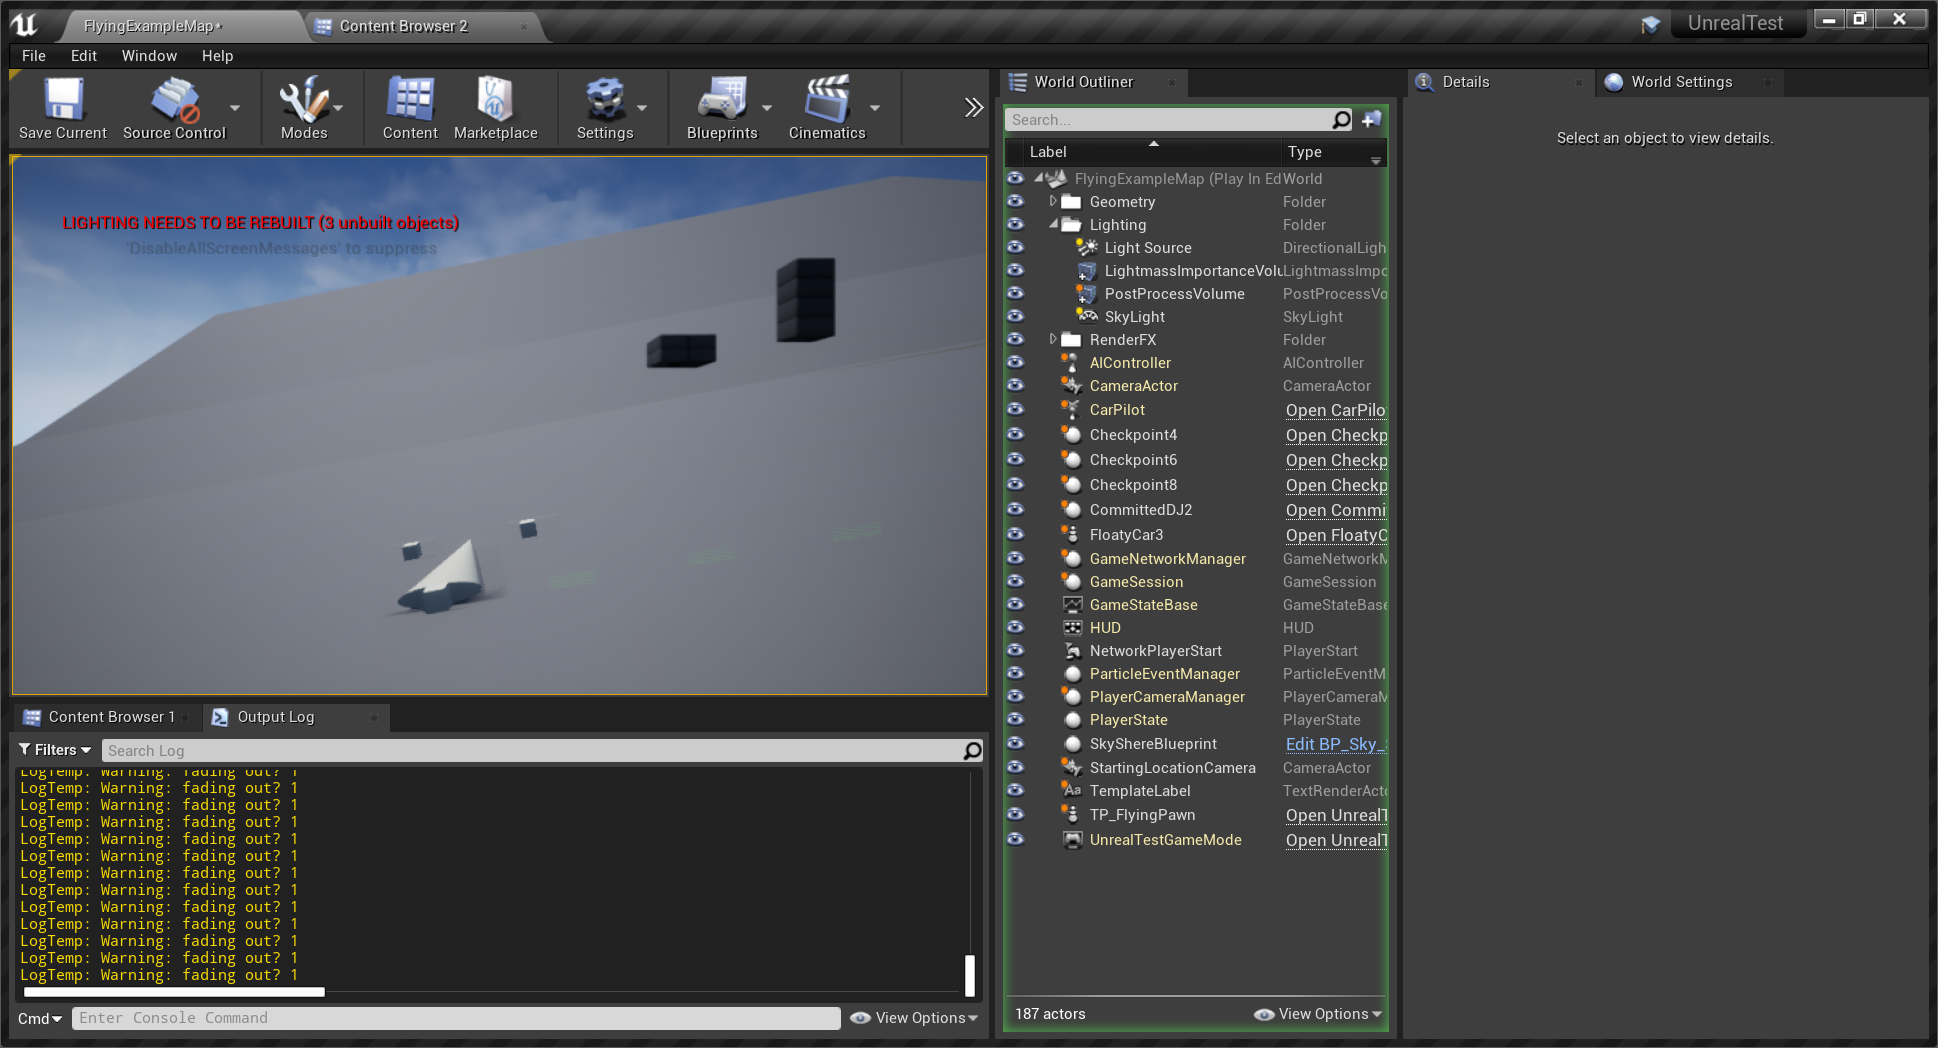 FlyingExampleMap*
Content Browser 2
UnrealTest
File Edit Window Help
Save Current
Source Control
Modes
Content
Marketplace
Settings
Blueprints
Cinematics
LIGHTING NEEDS TO BE REBUILT (3 unbuilt objects)
'DisableAllScreenMessages' to suppress
Content Browser 1
Output Log
Filters
Search Log
LogTemp: Warning: fading out? 1
LogTemp: Warning: fading out? 1
LogTemp: Warning: fading out? 1
LogTemp: Warning: fading out? 1
LogTemp: Warning: fading out? 1
LogTemp: Warning: fading out? 1
LogTemp: Warning: fading out? 1
LogTemp: Warning: fading out? 1
LogTemp: Warning: fading out? 1
LogTemp: Warning: fading out? 1
LogTemp: Warning: fading out? 1
LogTemp: Warning: fading out? 1
LogTemp: Warning: fading out? 1
Cmd
Enter Console Command
View Options
World Outliner
Search...
Label Type
FlyingExampleMap (Play In Ed World
Geometry Folder
Lighting Folder
Light Source DirectionalLigh
LightmassImportanceVolu LightmassImpo
PostProcessVolume PostProcessVo
SkyLight SkyLight
RenderFX Folder
AIController AIController
CameraActor CameraActor
CarPilot Open CarPilo
Checkpoint4 Open Checkp
Checkpoint6 Open Checkp
Checkpoint8 Open Checkp
CommittedDJ2 Open Commi
FloatyCar3 Open FloatyC
GameNetworkManager GameNetworkM
GameSession GameSession
GameStateBase GameStateBase
HUD HUD
NetworkPlayerStart PlayerStart
ParticleEventManager ParticleEventM
PlayerCameraManager PlayerCameraM
PlayerState PlayerState
SkyShereBlueprint Edit BP_Sky_S
StartingLocationCamera CameraActor
TemplateLabel TextRenderActo
TP_FlyingPawn Open UnrealT
UnrealTestGameMode Open UnrealT
187 actors
View Options
Details
World Settings
Select an object to view details.